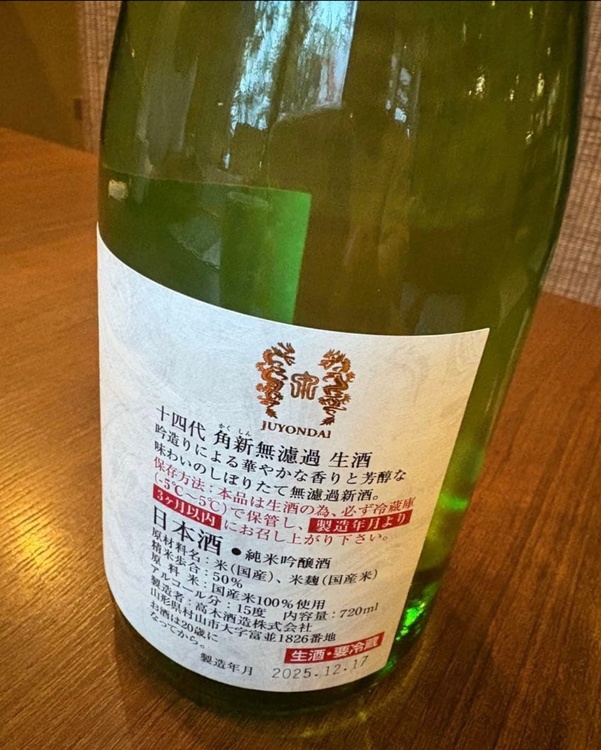 JUYONDAI
かくしん
十四代 角新無濾過 生酒
吟造りによる華やかな香りと芳醇な
味わいのしぼりたて無濾過新酒。
保存方法:本品は生酒の為、必ず冷蔵庫
(-5℃~5℃)で保管し、製造年月より
3ヶ月以内にお召し上がり下さい。
日本酒 ●純米吟醸酒
原材料名:米(国産)、米麹(国産米)
精米歩合:50%
原料米:国産米100%使用
アルコール分:15度 内容量:720ml
製造者:高木酒造株式会社
山形県村山市大字富並1826番地
お酒は20歳に
なってから。
生酒・要冷蔵
製造年月 2025.12.17